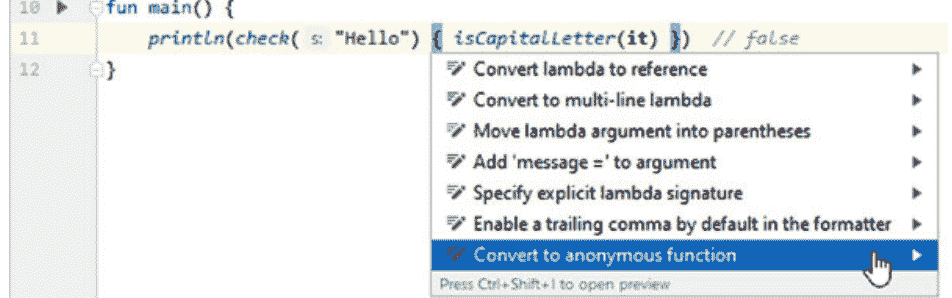 10 fun main() {
11 println(check( s: "Hello") { isCapitalLetter(it) }) // false
12 }
Convert lambda to reference
Convert to multi-line lambda
Move lambda argument into parentheses
Add 'message =' to argument
Specify explicit lambda signature
Enable a trailing comma by default in the formatter
Convert to anonymous function
Press Ctrl+Shift+I to open preview